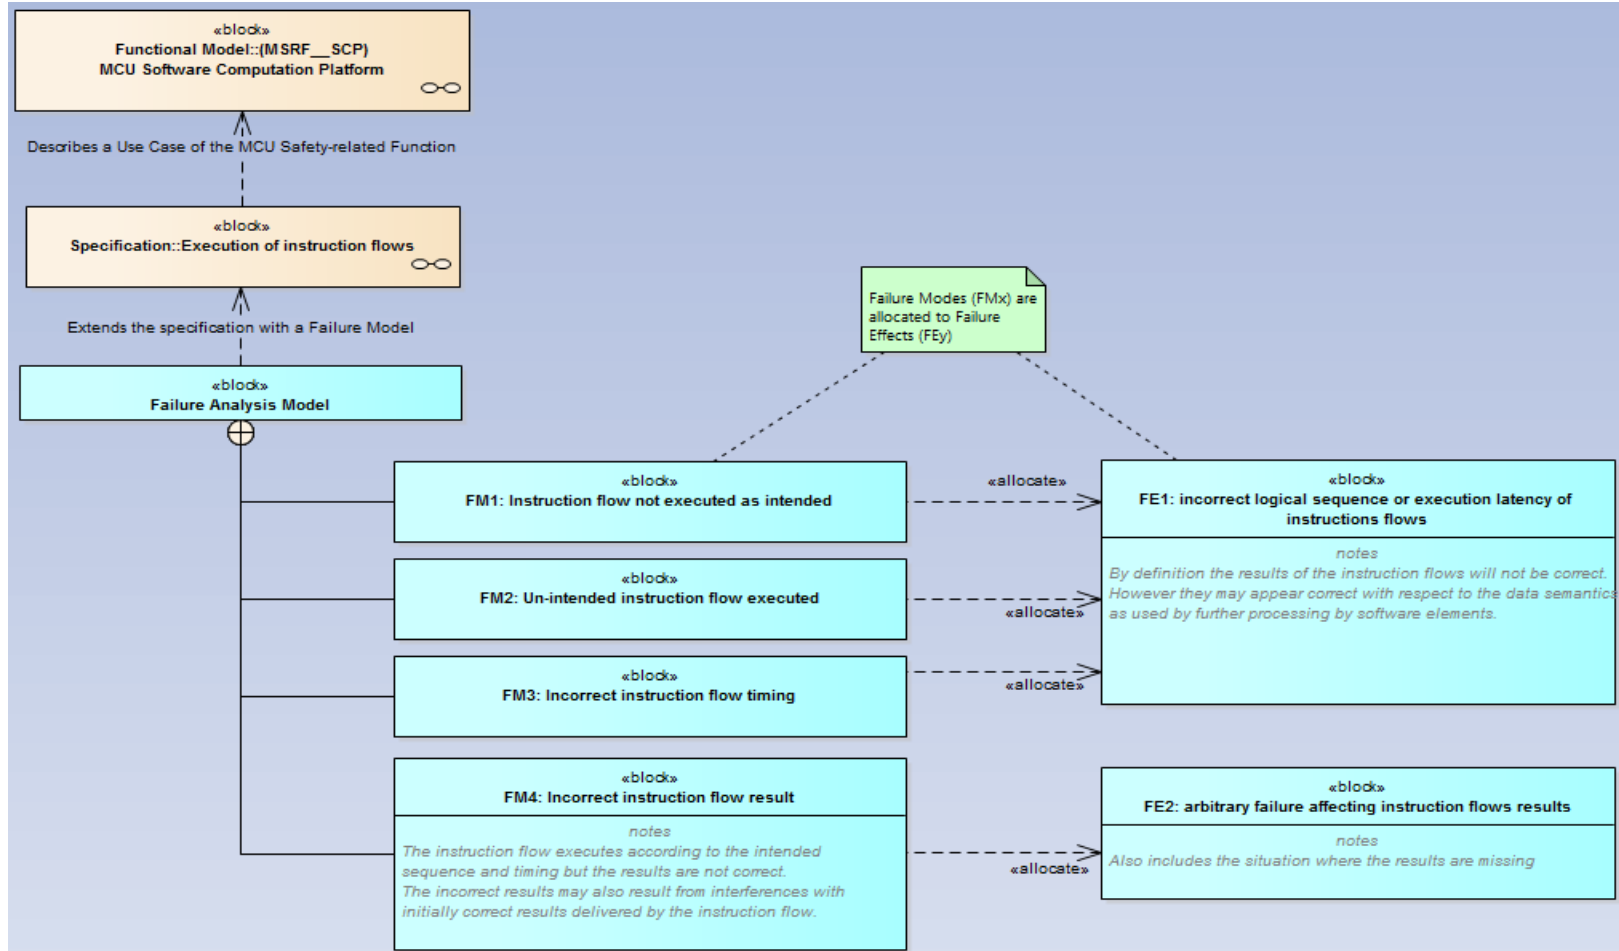 «block»
Functional Model::(MSRF__SCP)
MCU Software Computation Platform
Describes a Use Case of the MCU Safety-related Function
«block»
Specification::Execution of instruction flows
Extends the specification with a Failure Model
«block»
Failure Analysis Model
Failure Modes (FMx) are
allocated to Failure
Effects (FEy)
«block»
FM1: Instruction flow not executed as intended
«allocate»
«block»
FE1: incorrect logical sequence or execution latency of
instructions flows
notes
By definition the results of the instruction flows will not be correct.
However they may appear correct with respect to the data semantics
as used by further processing by software elements.
«block»
FM2: Un-intended instruction flow executed
«allocate»
«block»
FM3: Incorrect instruction flow timing
«allocate»
«block»
FM4: Incorrect instruction flow result
notes
The instruction flow executes according to the intended
sequence and timing but the results are not correct.
The incorrect results may also result from interferences with
initially correct results delivered by the instruction flow.
«allocate»
«block»
FE2: arbitrary failure affecting instruction flows results
notes
Also includes the situation where the results are missing